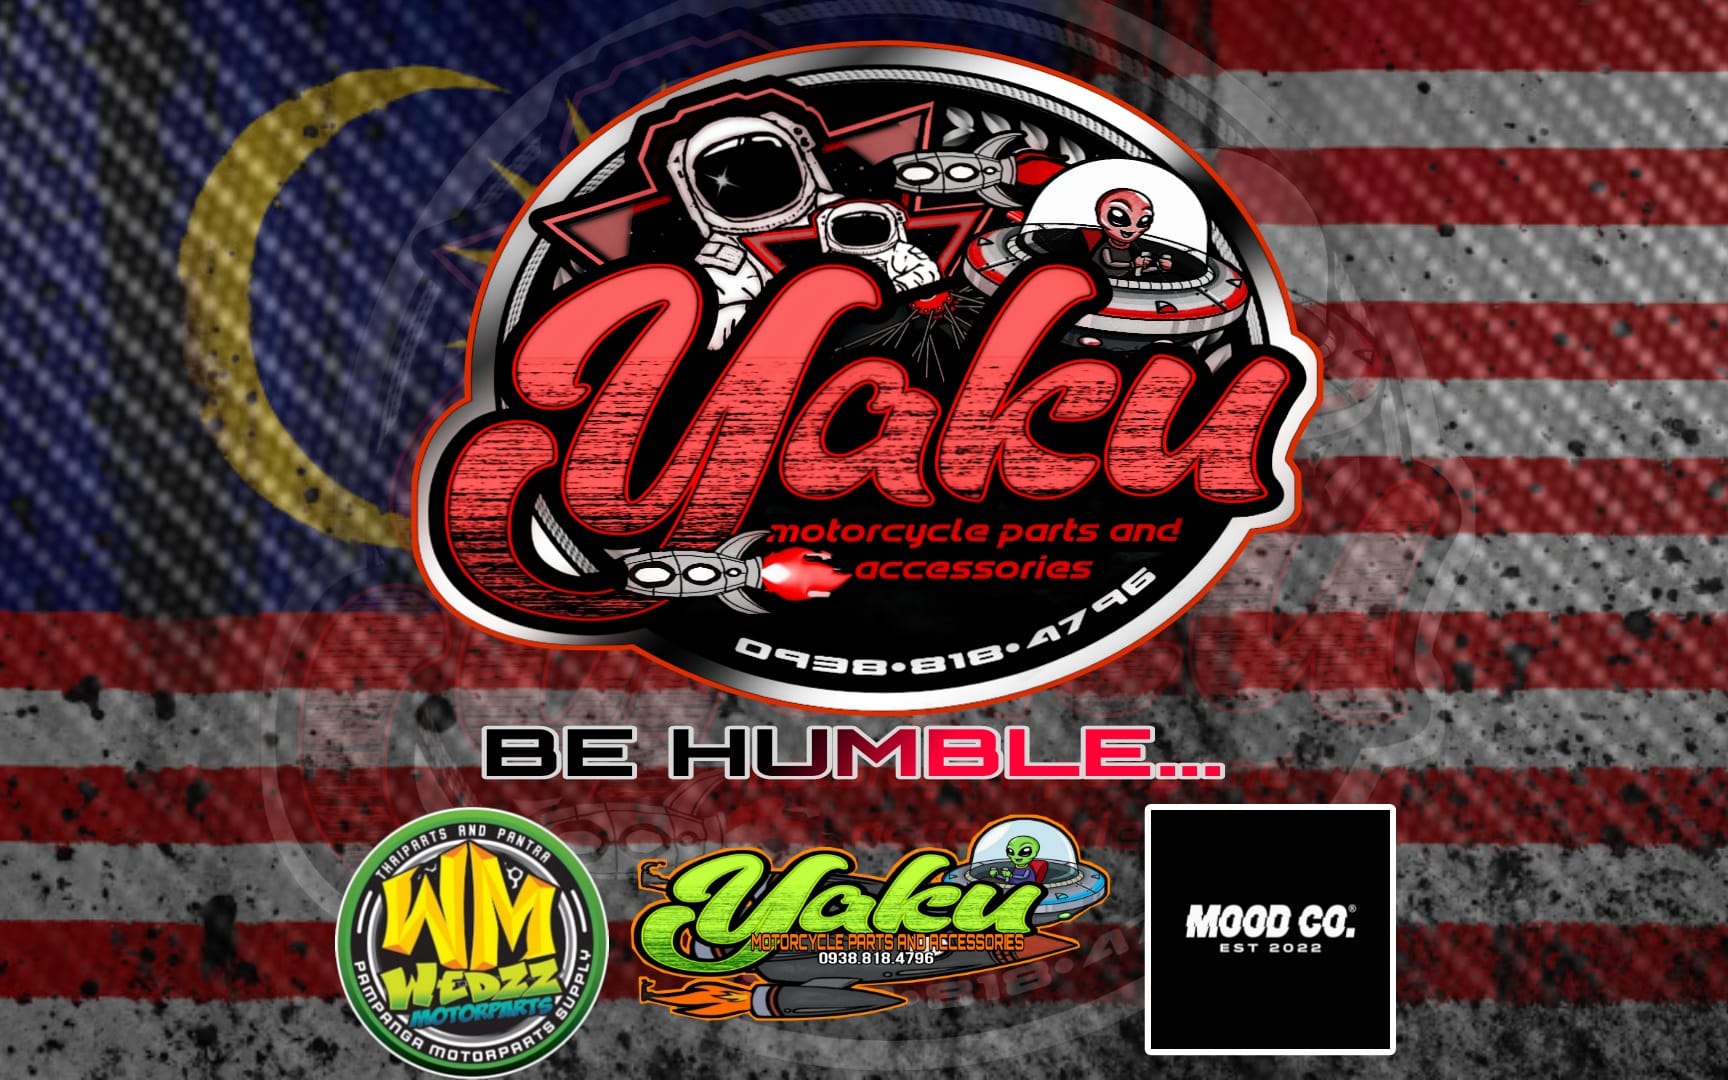 Yaku
motorcycle parts and
accessories
0938•818•4796
BE HUMBLE...
THAIPARTS AND PANTRA
WM
WEDZZ
MOTORPARTS
PAMPANGA MOTORPARTS SUPPLY
Yaku
MOTORCYCLE PARTS AND ACCESSORIES
0938.818.4796
MOOD CO.®
EST 2022